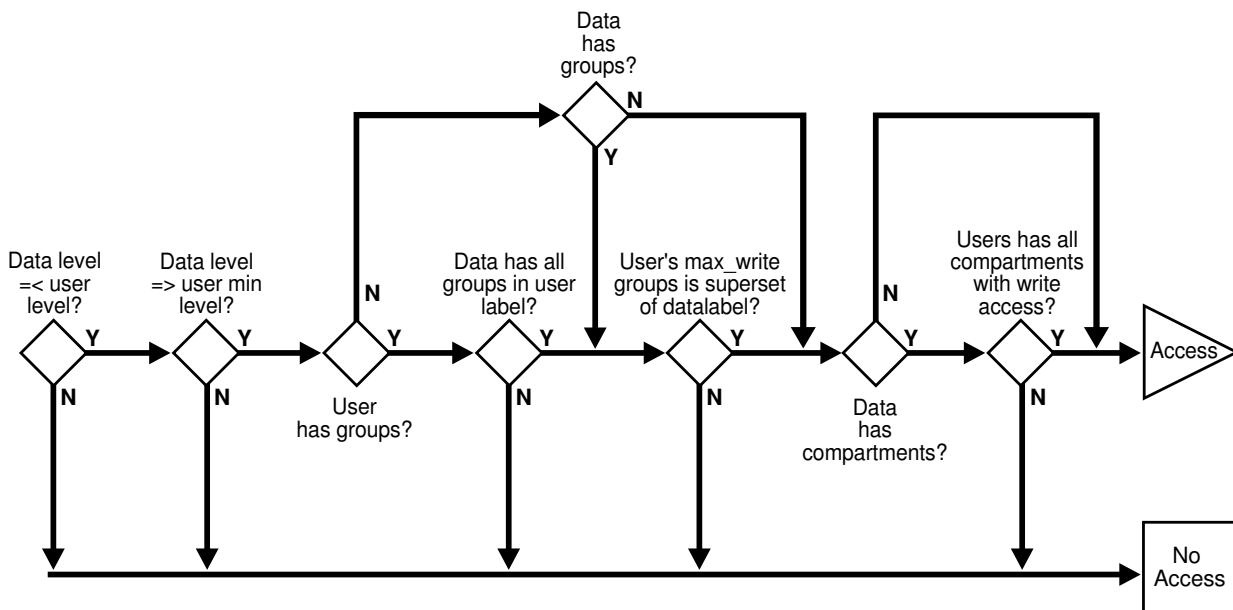 Data
has
groups?
N
Y
Data level
=< user
level?
Data level
=> user min
level?
N
Data has all
groups in user
label?
User's max_write
groups is superset
of datalabel?
N
Users has all
compartments
with write
access?
Y
Y
Y
Y
Y
Y
Y
Access
N
N
User
has groups?
N
N
Data
has
compartments?
N
No
Access